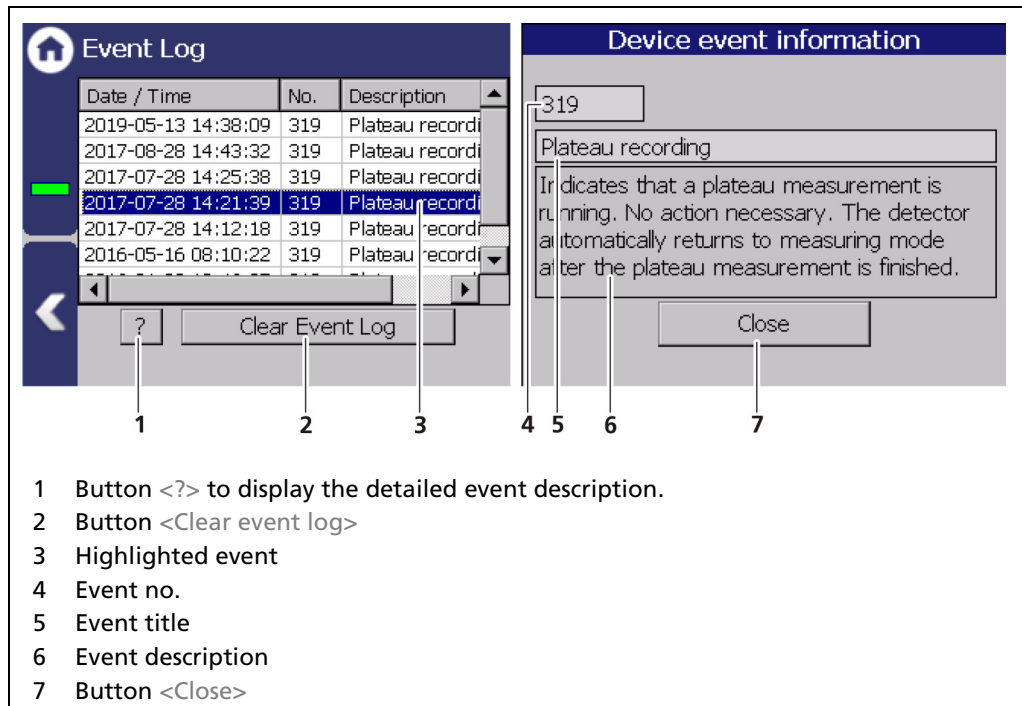 Event Log
Date / Time No. Description
2019-05-13 14:38:09 319 Plateau recordi
2017-08-28 14:43:32 319 Plateau recordi
2017-07-28 14:25:38 319 Plateau recordi
2017-07-28 14:21:39 319 Plateau recordi
2017-07-28 14:12:18 319 Plateau recordi
2016-05-16 08:10:22 319 Plateau recordi
? Clear Event Log
Device event information
319
Plateau recording
Indicates that a plateau measurement is
running. No action necessary. The detector
automatically returns to measuring mode
after the plateau measurement is finished.
Close
1 2 3 4 5 6 7
1 Button <?> to display the detailed event description.
2 Button <Clear event log>
3 Highlighted event
4 Event no.
5 Event title
6 Event description
7 Button <Close>